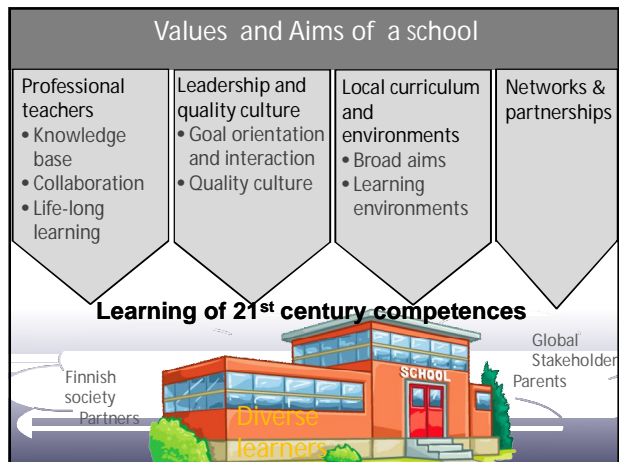 Values and Aims of a school
Professional
teachers
• Knowledge
base
• Collaboration
• Life-long
learning
Leadership and
quality culture
• Goal orientation
and interaction
• Quality culture
Local curriculum
and
environments
• Broad aims
• Learning
environments
Networks &
partnerships
Learning of 21st century competences
Finnish
society
Partners
SCHOOL
Diverse
learners
Global
Stakeholder
Parents